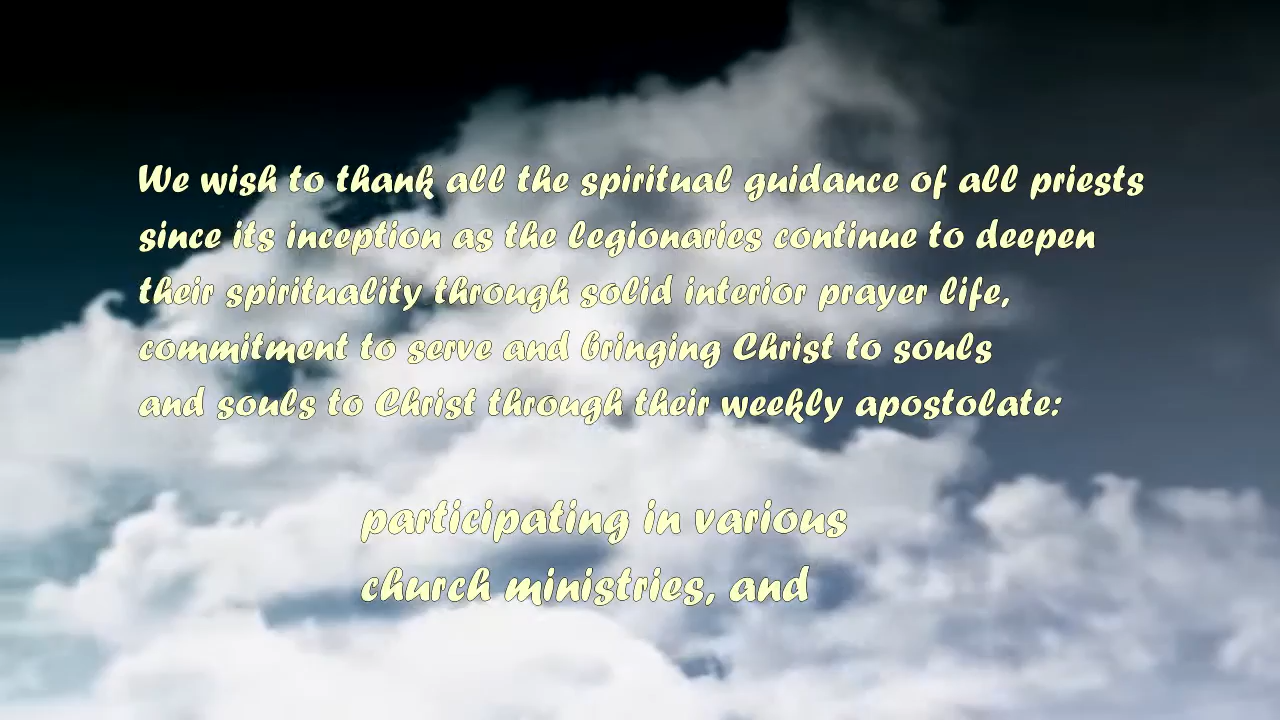 We wish to thank all the spiritual guidance of all priests
since its inception as the legionaries continue to deepen
their spirituality through solid interior prayer life,
commitment to serve and bringing Christ to souls
and souls to Christ through their weekly apostolate:
participating in various
church ministries, and